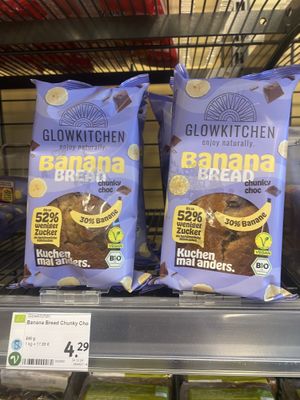 GLOWKITCHEN
enjoy naturally.
Banana
BREAD
chunky
choc
52%
weniger
Zucker
30% Banane
Kuchen
mal anders.
VEGAN
BIO
GLOWKITCHEN
enjoy naturally.
Banana
BREAD
chunky
choc
52%
weniger
Zucker
30% Banane
Kuchen
mal anders.
BIO
GLOWKITCHEN
Banana Bread Chunky Cho
4.29